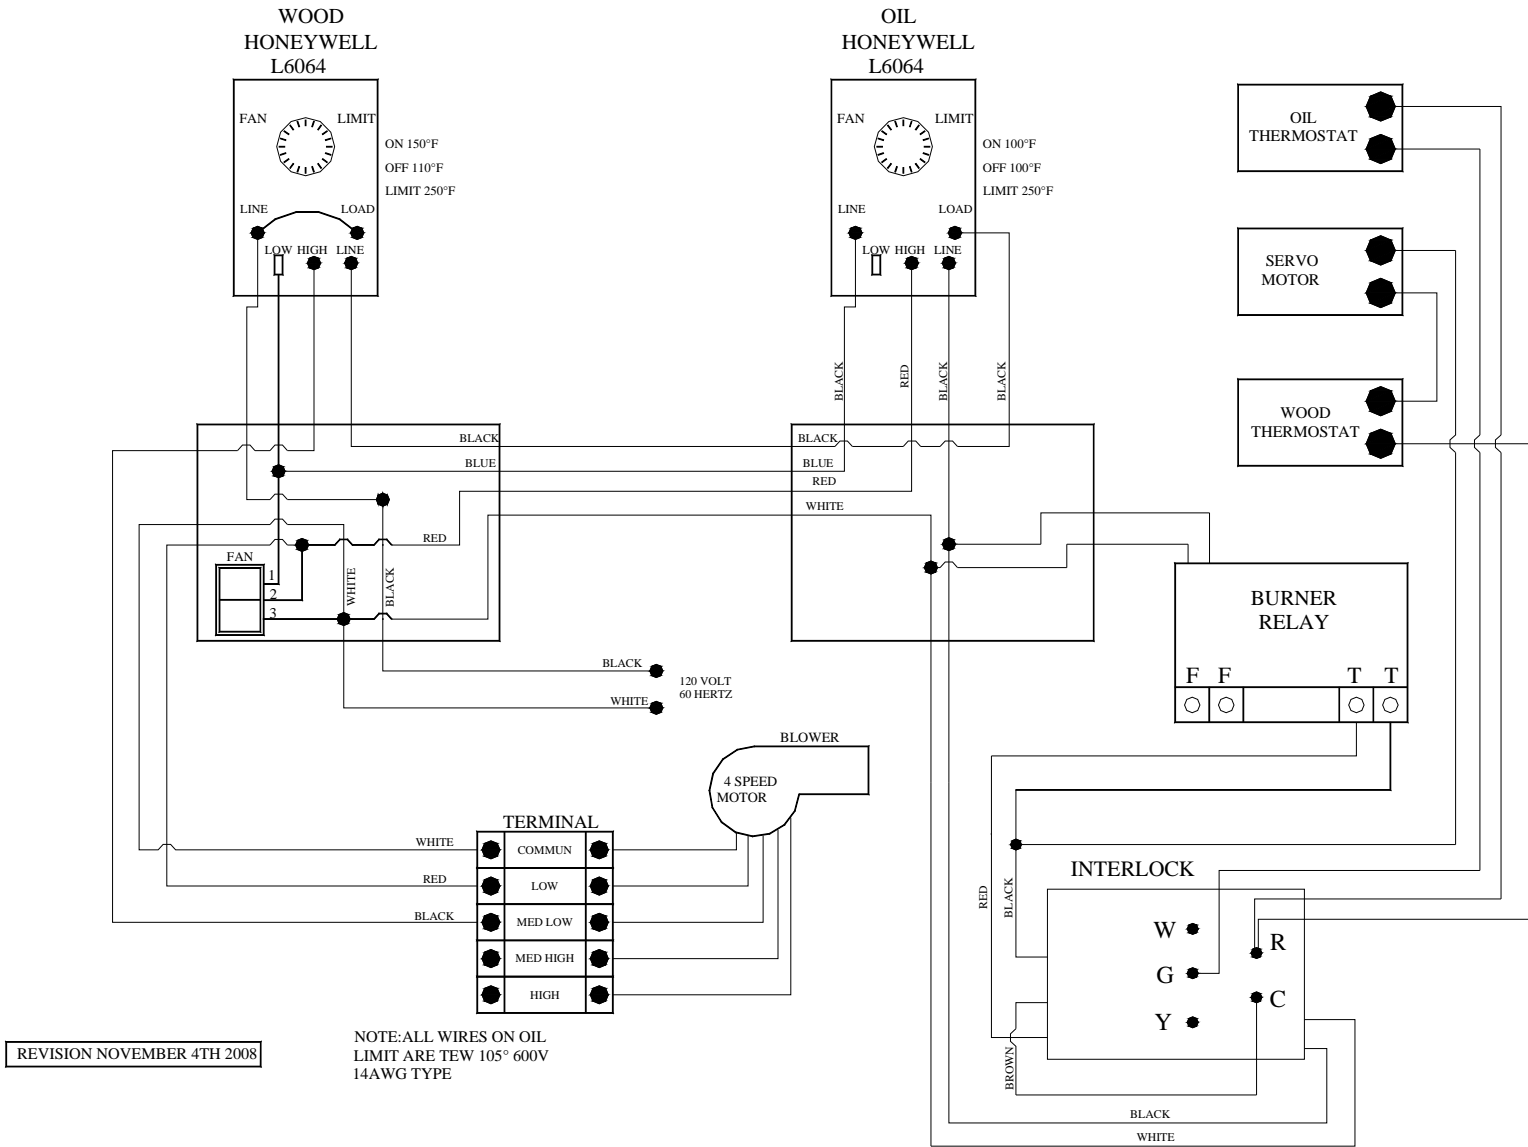 WOOD
HONEYWELL
L6064
FAN
LIMIT
ON 150°F
OFF 110°F
LIMIT 250°F
LINE
LOAD
LOW
HIGH
LINE
OIL
HONEYWELL
L6064
FAN
LIMIT
ON 100°F
OFF 100°F
LIMIT 250°F
LINE
LOAD
LOW
HIGH
LINE
OIL
THERMOSTAT
SERVO
MOTOR
WOOD
THERMOSTAT
BLACK
RED
BLACK
BLACK
BLACK
BLUE
RED
FAN
1
2
3
WHITE
BLACK
BLACK
BLUE
RED
WHITE
BURNER
RELAY
F F T T
BLACK
WHITE
120 VOLT
60 HERTZ
BLOWER
4 SPEED
MOTOR
TERMINAL
WHITE
COMMUN
RED
LOW
BLACK
MED LOW
MED HIGH
HIGH
INTERLOCK
RED
BLACK
BROWN
W
G
Y
R
C
BLACK
WHITE
REVISION NOVEMBER 4TH 2008
NOTE:ALL WIRES ON OIL
LIMIT ARE TEW 105° 600V
14AWG TYPE